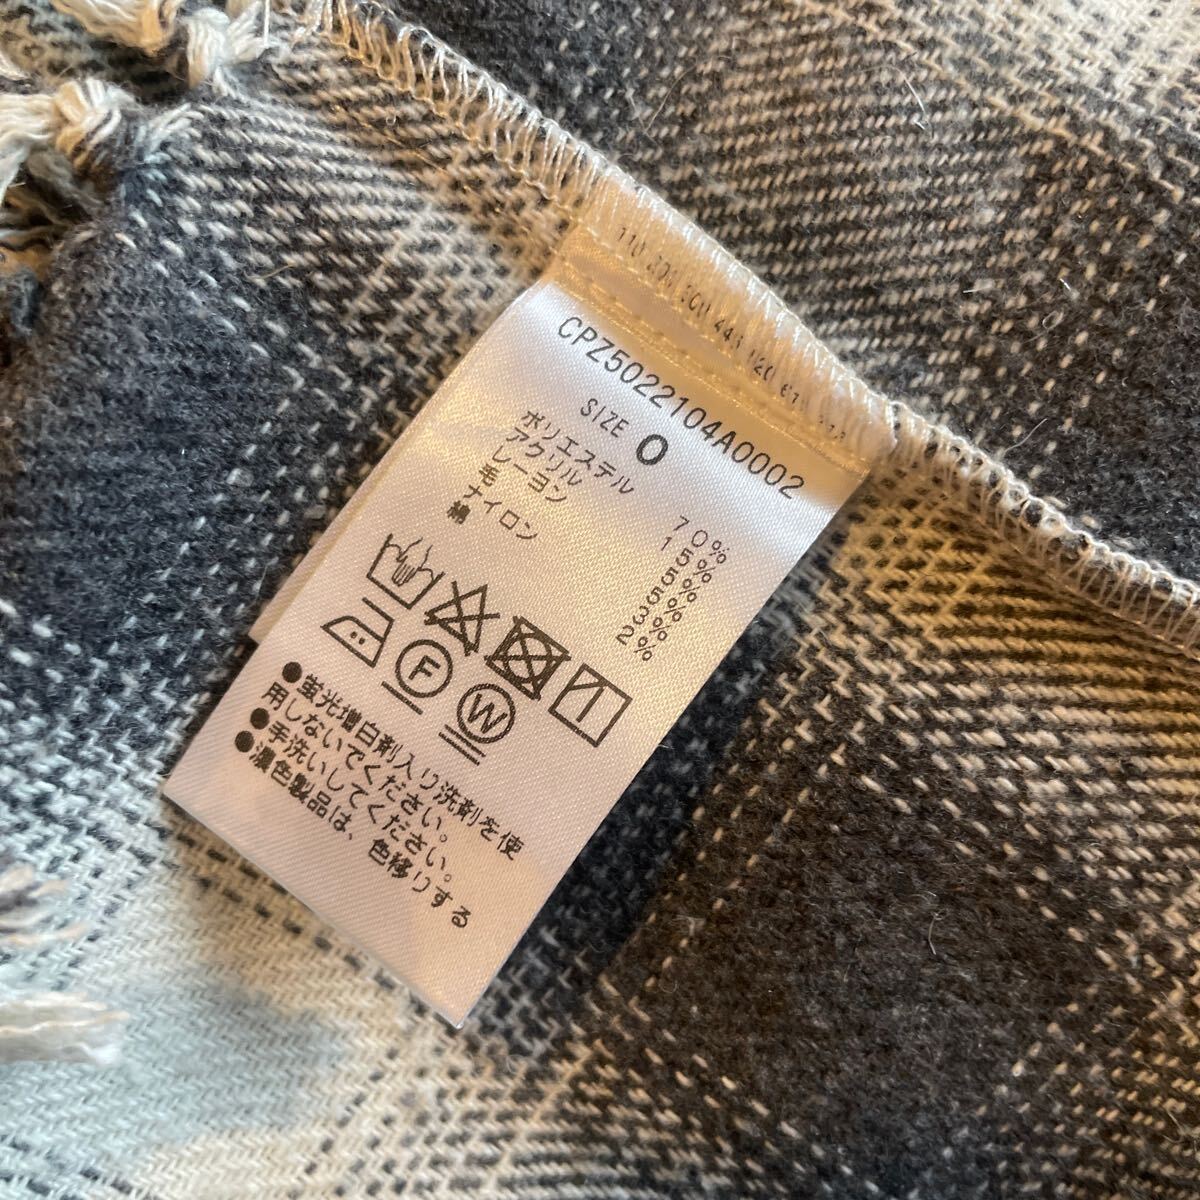 CPZ5022104A0002
SIZE 0
ポリエステル 70%
アクリル 15%
レーヨン 5%
毛 5%
ナイロン 3%
綿 2%
F
W
●蛍光増白剤入り洗剤を使
用しないでください。
●手洗いしてください。
●濃色製品は、色移りする